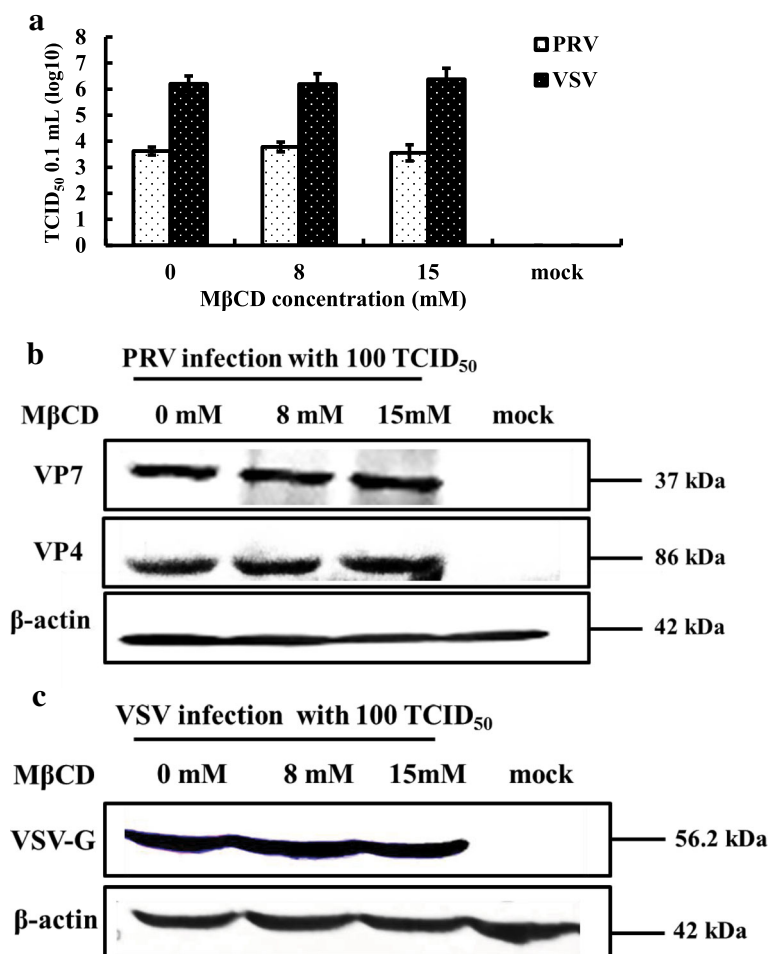 a
TCID50 0.1 mL (log10)
8
7
6
5
4
3
2
1
0
PRV
VSV
0 8 15 mock
MβCD concentration (mM)
b
PRV infection with 100 TCID50
MβCD 0 mM 8 mM 15mM mock
VP7 37 kDa
VP4 86 kDa
β-actin 42 kDa
c
VSV infection with 100 TCID50
MβCD 0 mM 8 mM 15mM mock
VSV-G 56.2 kDa
β-actin 42 kDa